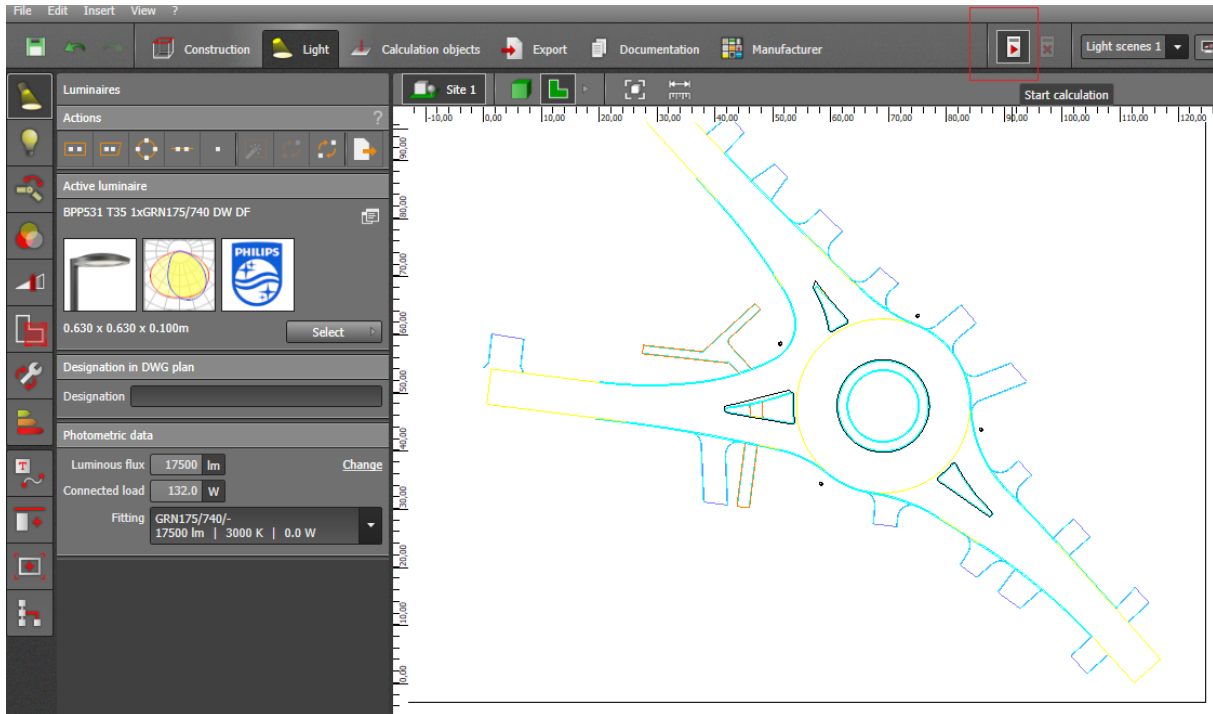 File Edit Insert View ?
Construction Light Calculation objects Export Documentation Manufacturer Light scenes 1
Start calculation
Luminaires
Site 1
Actions ?
Active luminaire
BPP531 T35 1xGRN175/740 DW DF
PHILIPS
0.630 x 0.630 x 0.100m
Select
Designation in DWG plan
Designation
Photometric data
Luminous flux 17500 lm Change
Connected load 132.0 W
Fitting GRN175/740/-
17500 lm | 3000 K | 0.0 W
T
-10,00 0,00 10,00 20,00 30,00 40,00 50,00 60,00 70,00 80,00 90,00 100,00 110,00 120,00
90,00
80,00
70,00
60,00
50,00
40,00
30,00
20,00
10,00
0,00